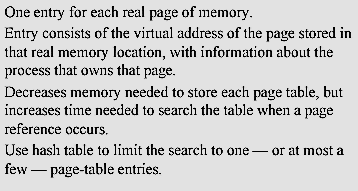 One entry for each real page of memory.
Entry consists of the virtual address of the page stored in
that real memory location, with information about the
process that owns that page.
Decreases memory needed to store each page table, but
increases time needed to search the table when a page
reference occurs.
Use hash table to limit the search to one — or at most a
few — page-table entries.